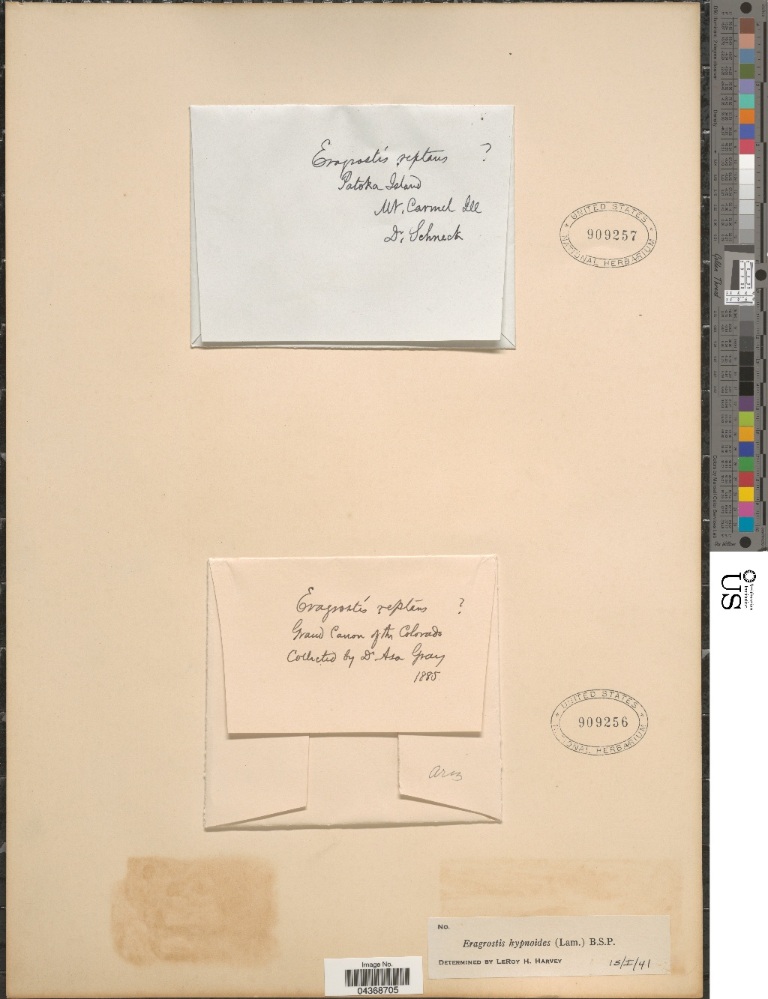 Eragrostis reptans ?
Patoka Island
Mt. Carmel Ill
Dr. Schneck
UNITED STATES
909257
NATIONAL HERBARIUM
Eragrostis reptans ?
Grand Canon of the Colorado
Collected by Dr Asa Gray
1885
Ariz
UNITED STATES
909256
NATIONAL HERBARIUM
No.
Eragrostis hypnoides (Lam.) B.S.P.
DETERMINED BY LEROY H. HARVEY 15/I/41
Image No.
04368705
US